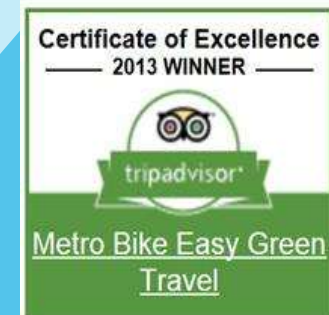 Certificate of Excellence
2013 WINNER
tripadvisor®
Metro Bike Easy Green
Travel